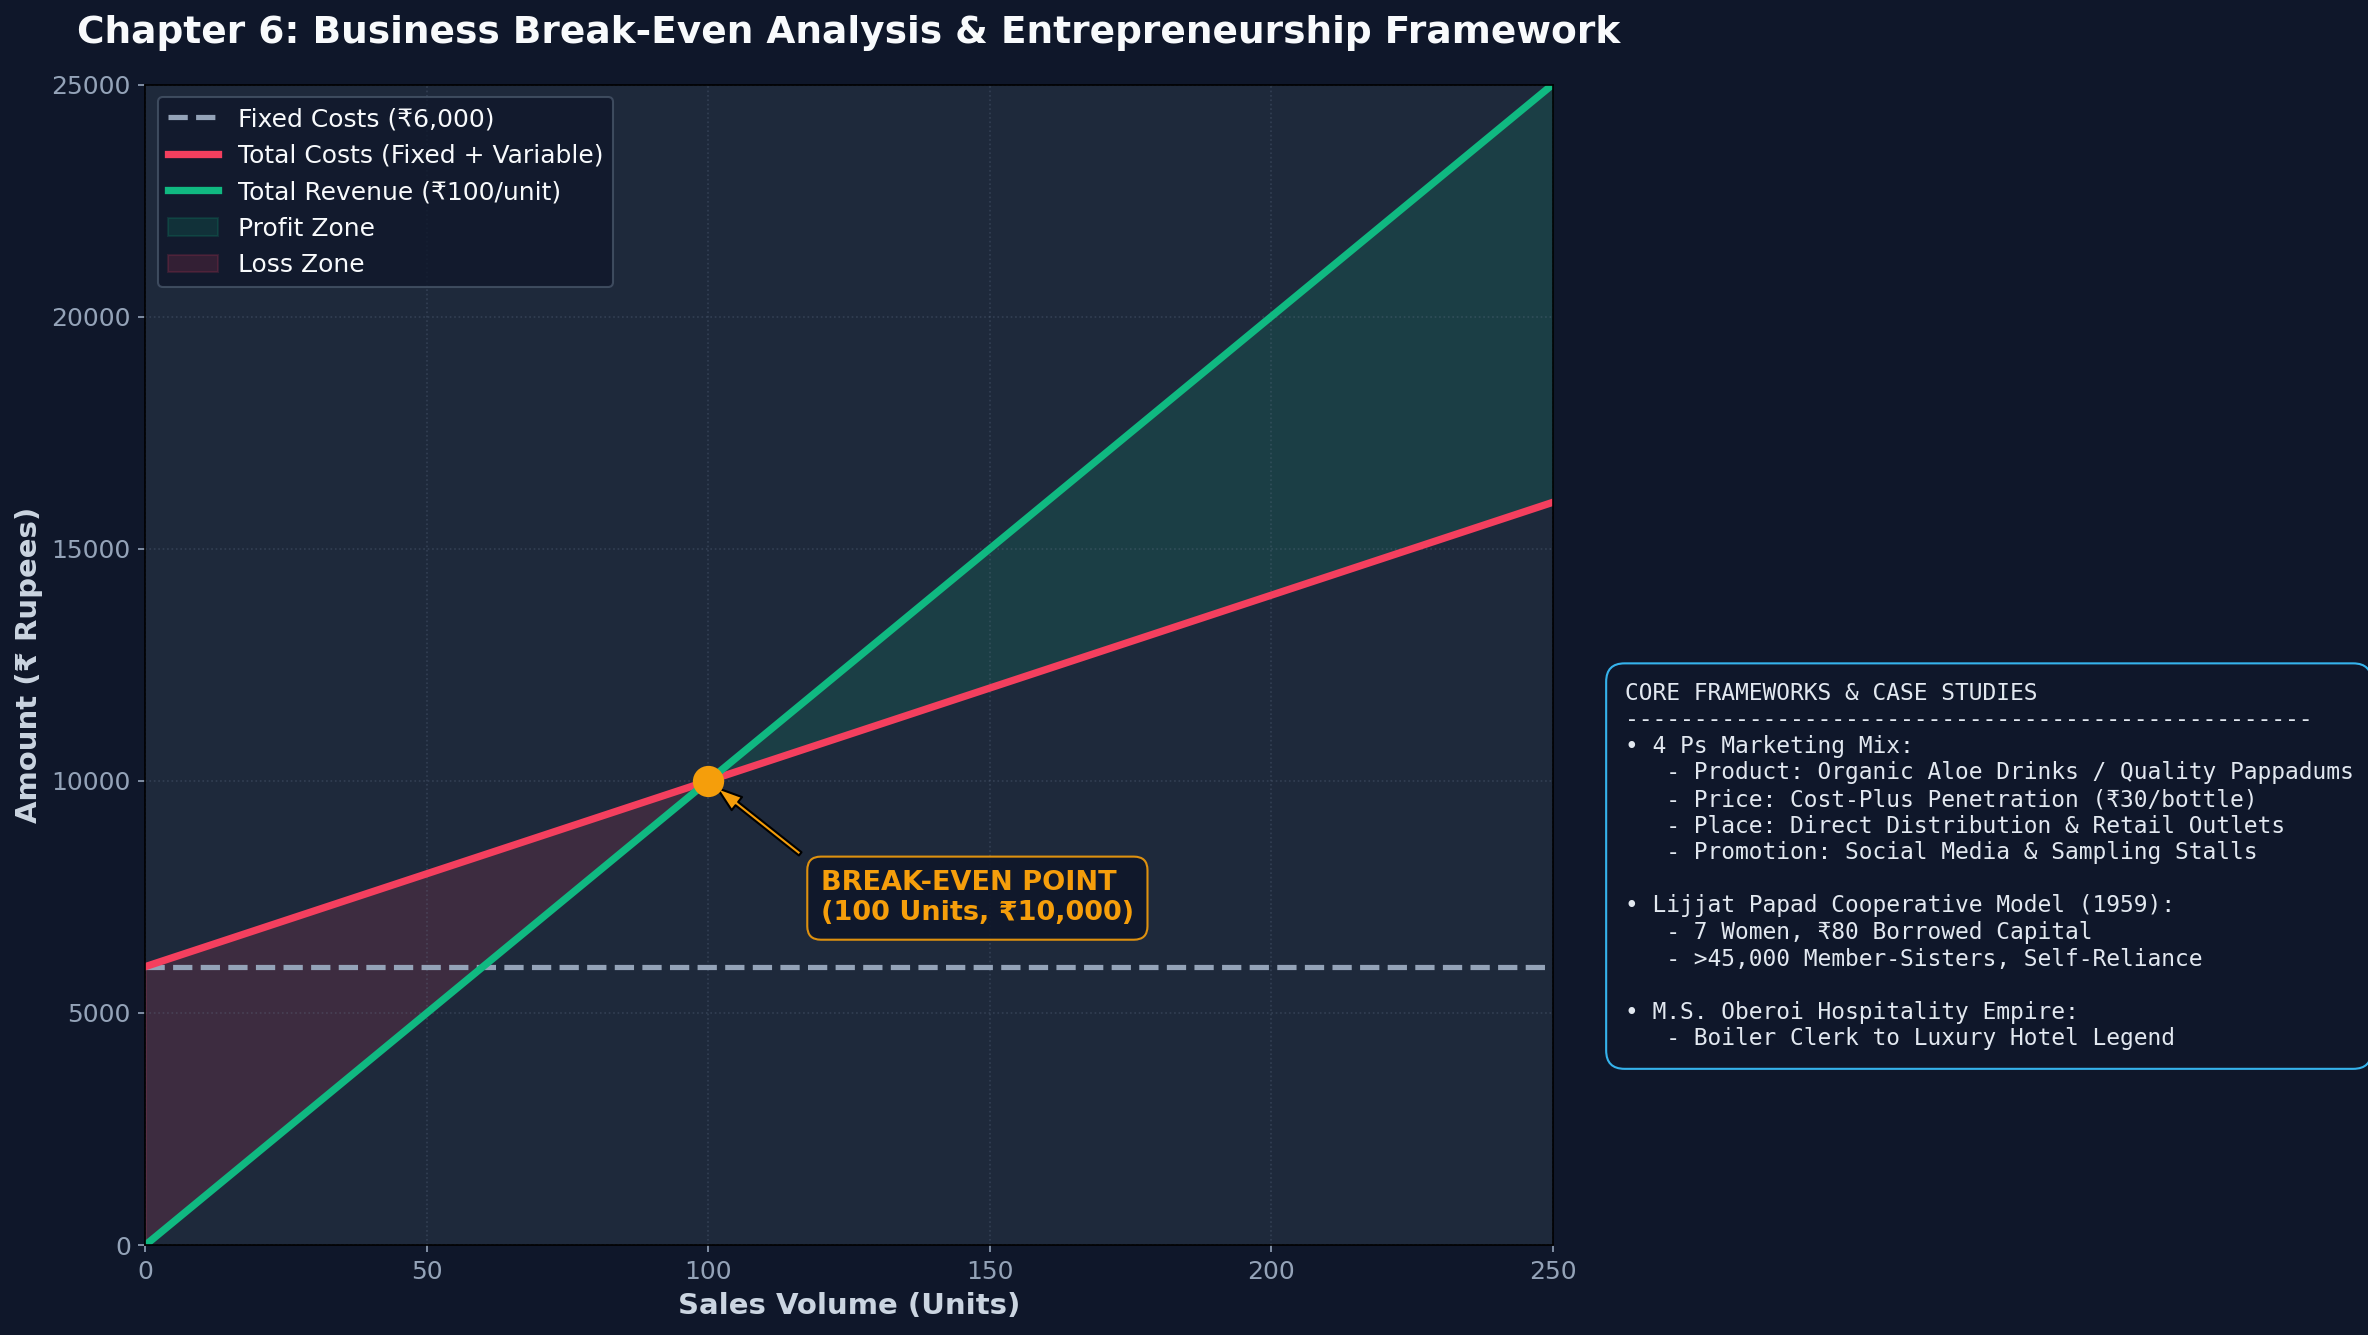 Chapter 6: Business Break-Even Analysis & Entrepreneurship Framework
25000
20000
15000
10000
5000
0
Amount (₹ Rupees)
Fixed Costs (₹6,000)
Total Costs (Fixed + Variable)
Total Revenue (₹100/unit)
Profit Zone
Loss Zone
BREAK-EVEN POINT
(100 Units, ₹10,000)
0
50
100
150
200
250
Sales Volume (Units)
CORE FRAMEWORKS & CASE STUDIES
--------------------------------------------------
• 4 Ps Marketing Mix:
- Product: Organic Aloe Drinks / Quality Pappadums
- Price: Cost-Plus Penetration (₹30/bottle)
- Place: Direct Distribution & Retail Outlets
- Promotion: Social Media & Sampling Stalls
• Lijjat Papad Cooperative Model (1959):
- 7 Women, ₹80 Borrowed Capital
- >45,000 Member-Sisters, Self-Reliance
• M.S. Oberoi Hospitality Empire:
- Boiler Clerk to Luxury Hotel Legend